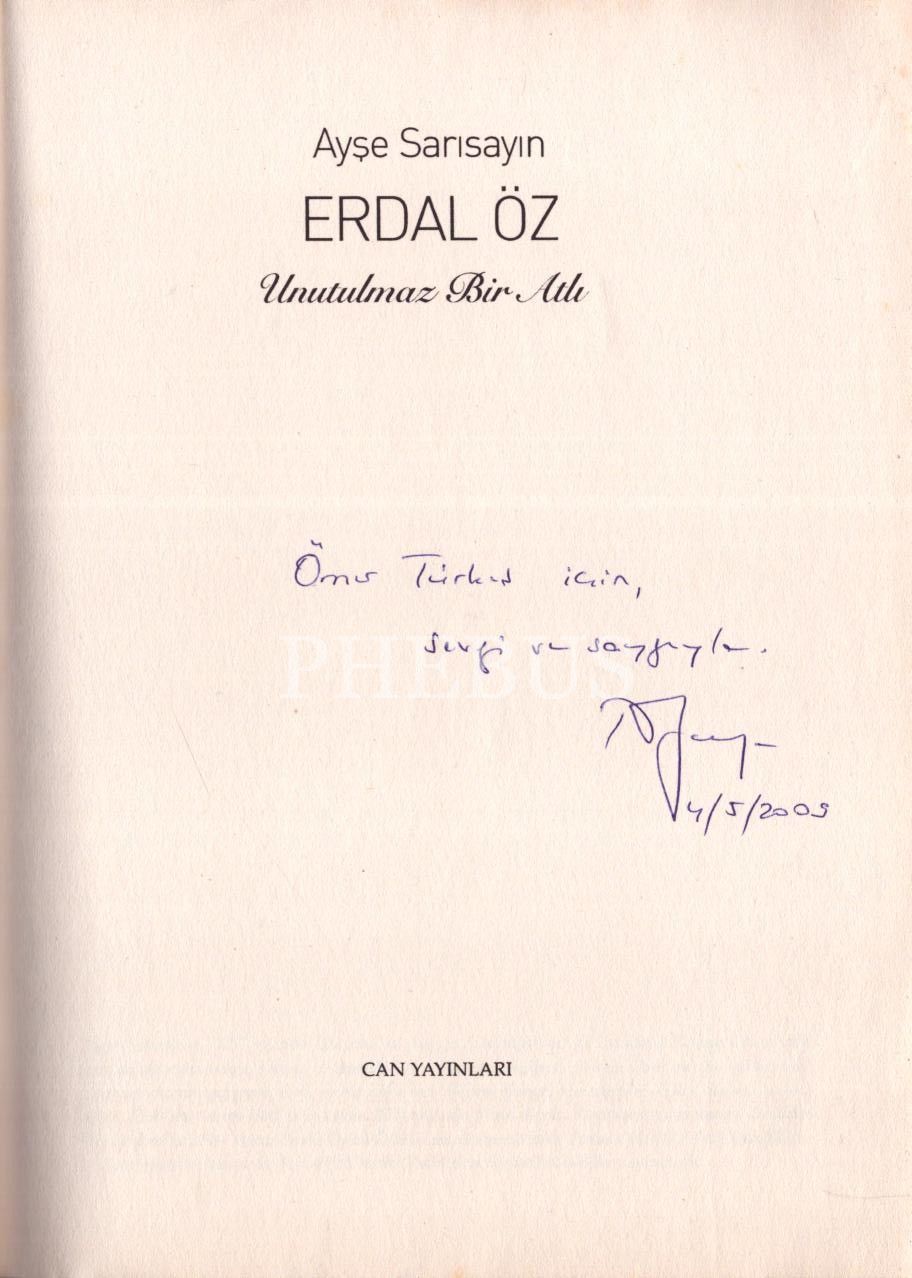 Ayşe Sarısayın
ERDAL ÖZ
Unutulmaz Bir Atlı
Ömer Türkeş için,
sevgi ve saygıyla.
PHEBUS
4/5/2009
CAN YAYINLARI